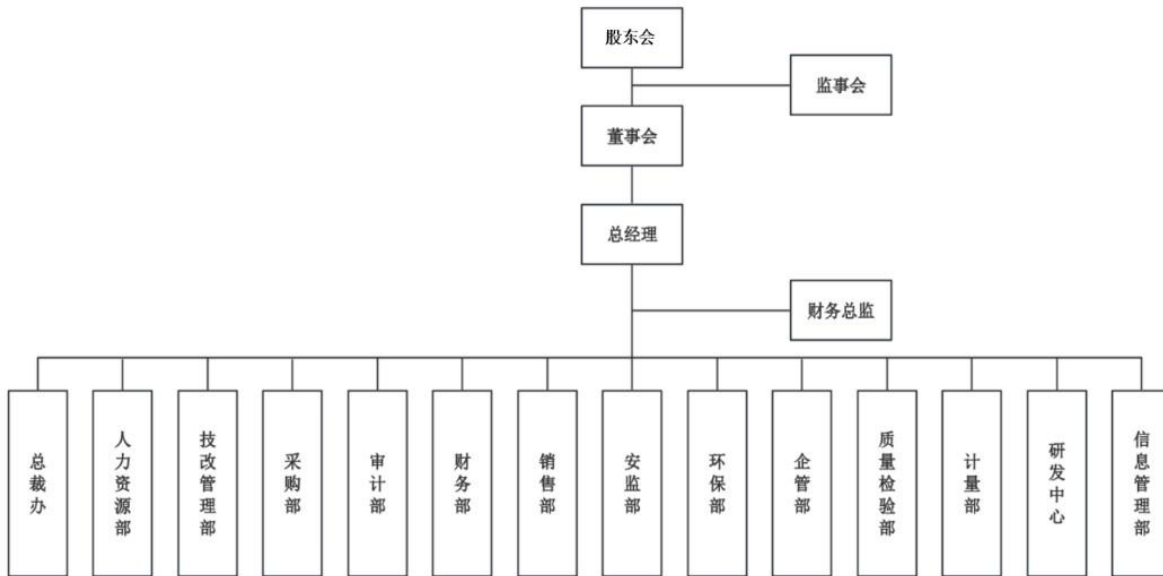 股东会
监事会
董事会
总经理
财务总监
总裁办
人力资源部
技改管理部
采购部
审计部
财务部
销售部
安监部
环保部
企管部
质量检验部
计量部
研发中心
信息管理部